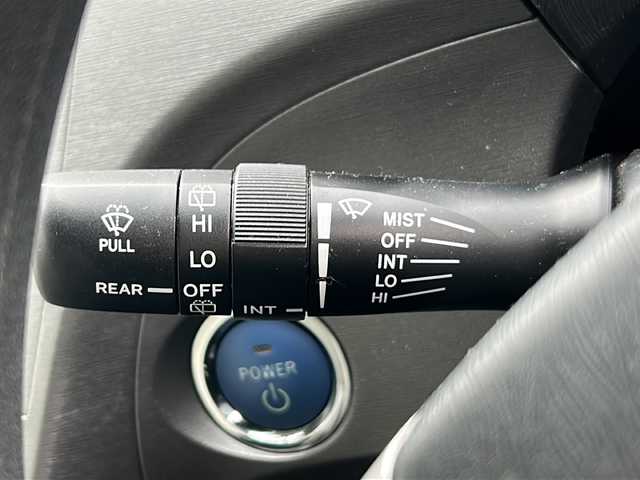 PULL
REAR
HI
LO
OFF
INT
MIST
OFF
INT
LO
HI
POWER